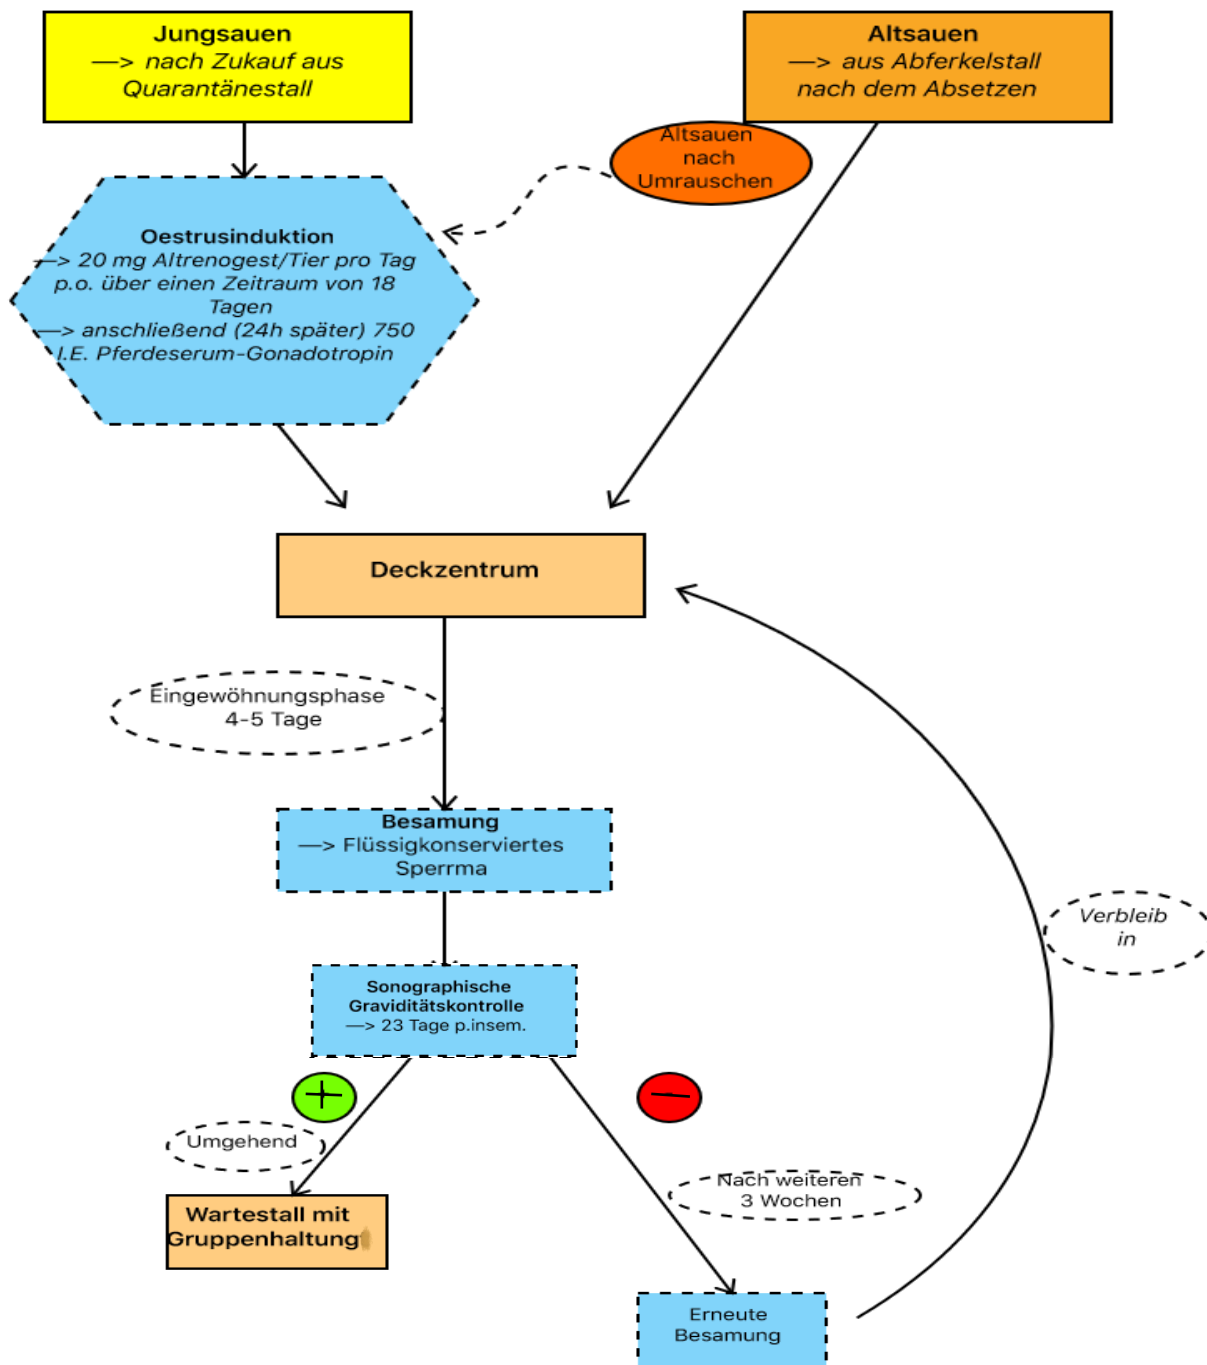 Jungsauen
—> nach Zukauf aus
Quarantänestall
Altsauen
—> aus Abferkelstall
nach dem Absetzen
Altsauen
nach
Umrauschen
Oestrusinduktion
—> 20 mg Altrenogest/Tier pro Tag
p.o. über einen Zeitraum von 18
Tagen
—> anschließend (24h später) 750
I.E. Pferdeserum-Gonadotropin
Deckzentrum
Eingewöhnungsphase
4-5 Tage
Besamung
—> Flüssigkonserviertes
Sperrma
Verbleib
in
Sonographische
Graviditätskontrolle
—> 23 Tage p.insem.
+
−
Umgehend
Nach weiteren
3 Wochen
Wartestall mit
Gruppenhaltung
Erneute
Besamung